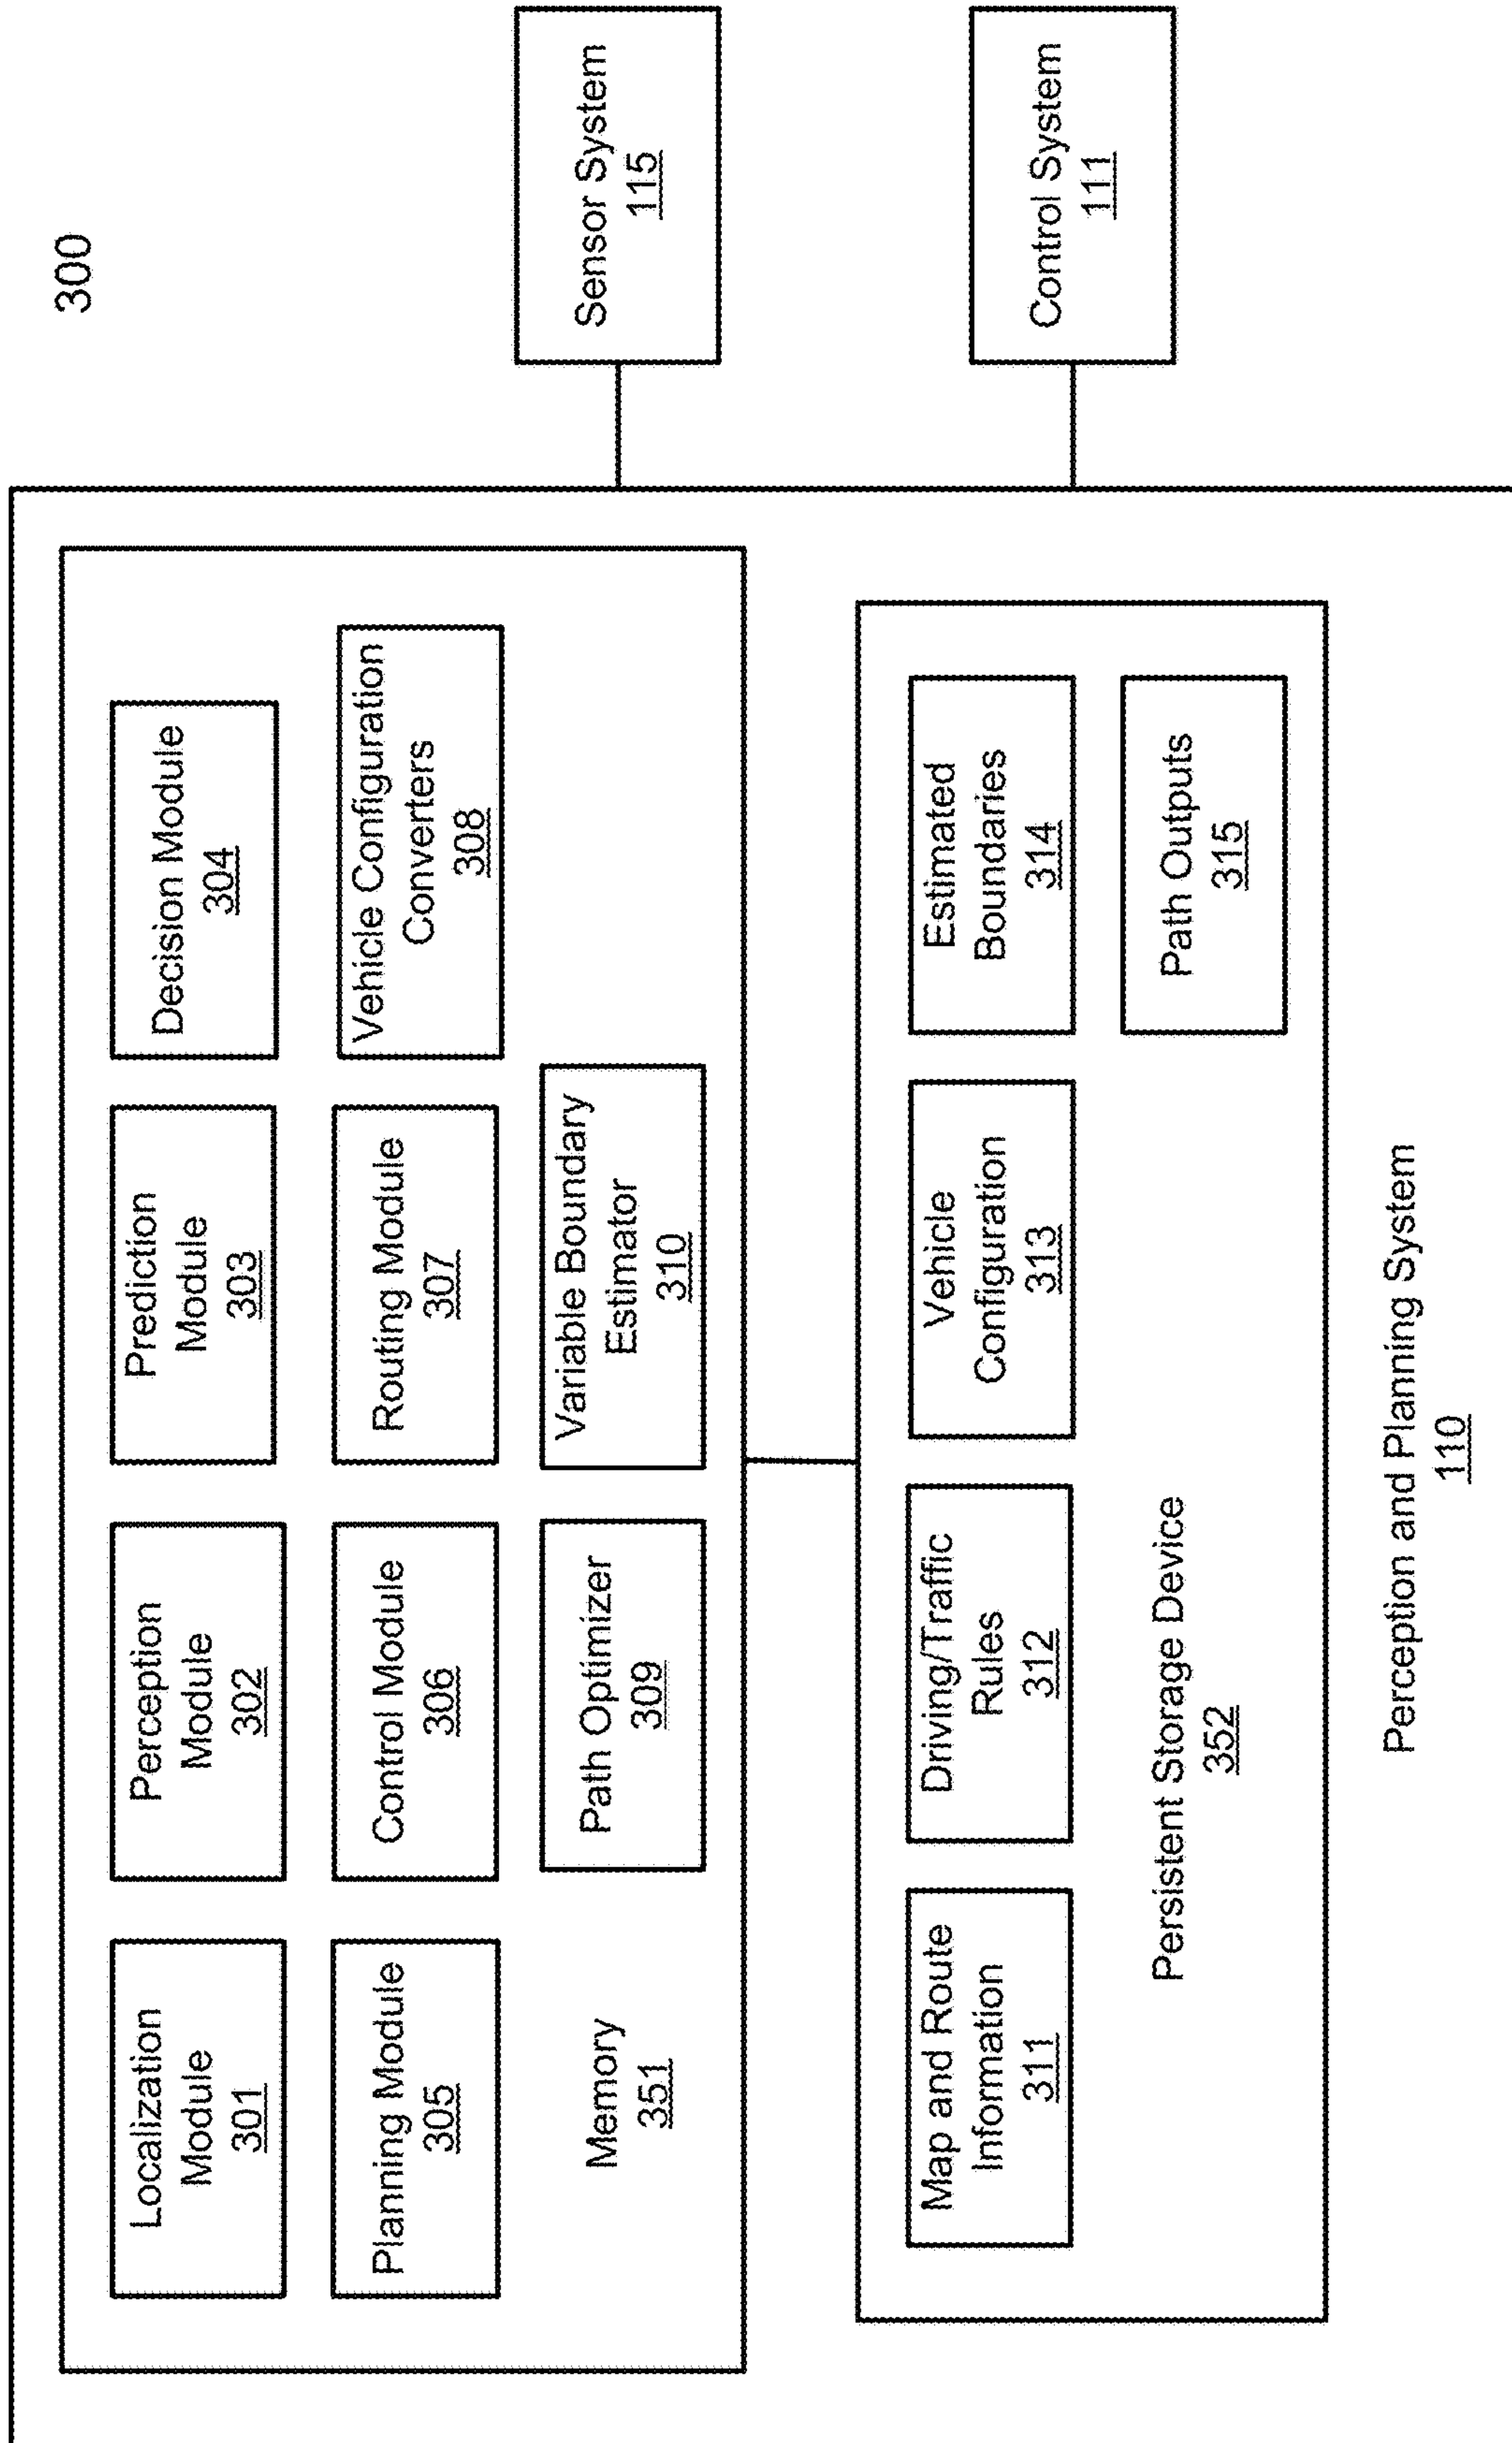 300
Localization
Module
301
Perception
Module
302
Prediction
Module
303
Decision Module
304
Planning Module
305
Control Module
306
Routing Module
307
Vehicle Configuration
Converters
308
Memory
351
Path Optimizer
309
Variable Boundary
Estimator
310
Sensor System
115
Control System
111
Map and Route
Information
311
Driving/Traffic
Rules
312
Vehicle
Configuration
313
Estimated
Boundaries
314
Persistent Storage Device
352
Path Outputs
315
Perception and Planning System
110